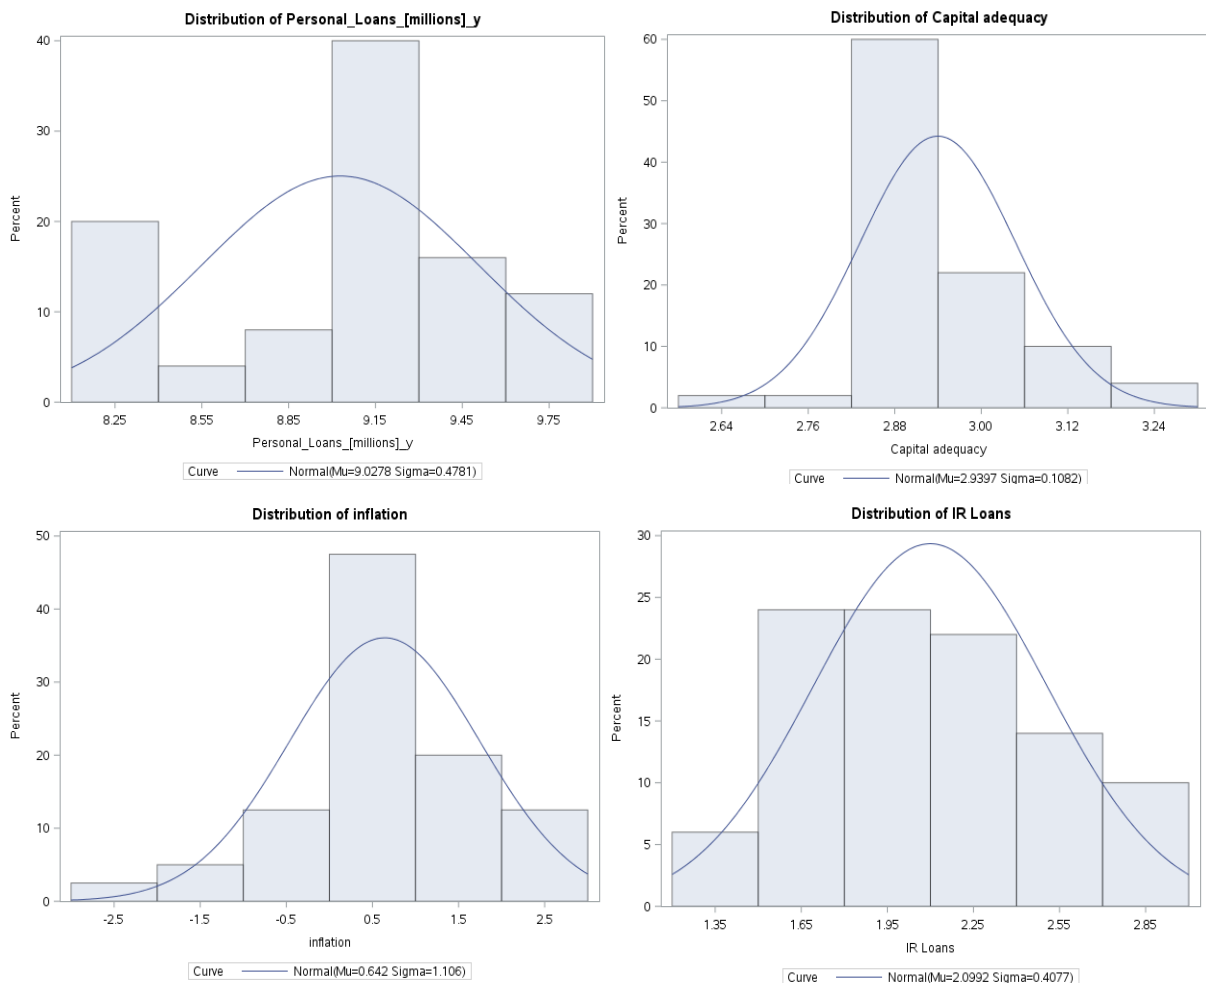 Distribution of Personal_Loans_[millions]_y
40
30
20
10
0
Percent
8.25 8.55 8.85 9.15 9.45 9.75
Personal_Loans_[millions]_y
Curve Normal(Mu=9.0278 Sigma=0.4781)
Distribution of Capital adequacy
60
50
40
30
20
10
0
Percent
2.64 2.76 2.88 3.00 3.12 3.24
Capital adequacy
Curve Normal(Mu=2.9397 Sigma=0.1082)
Distribution of inflation
50
40
30
20
10
0
Percent
-2.5 -1.5 -0.5 0.5 1.5 2.5
inflation
Curve Normal(Mu=0.642 Sigma=1.106)
Distribution of IR Loans
30
25
20
15
10
5
0
Percent
1.35 1.65 1.95 2.25 2.55 2.85
IR Loans
Curve Normal(Mu=2.0992 Sigma=0.4077)